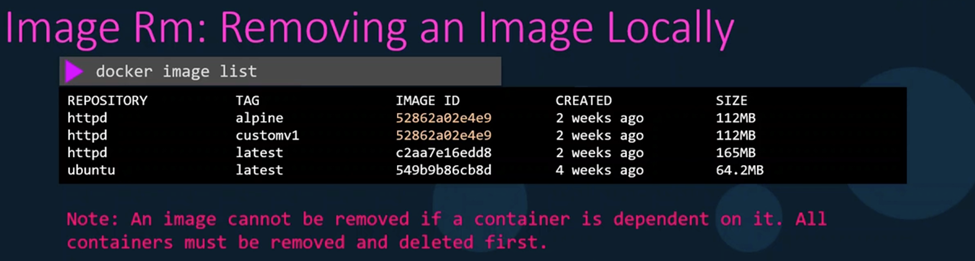 Image Rm: Removing an Image Locally
docker image list
REPOSITORY TAG IMAGE ID CREATED SIZE
httpd alpine 52862a02e4e9 2 weeks ago 112MB
httpd customv1 52862a02e4e9 2 weeks ago 112MB
httpd latest c2aa7e16edd8 2 weeks ago 165MB
ubuntu latest 549b9b86cb8d 4 weeks ago 64.2MB
Note: An image cannot be removed if a container is dependent on it. All
containers must be removed and deleted first.